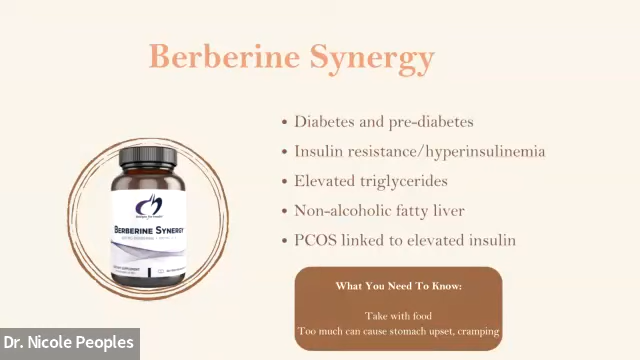 Berberine Synergy
• Diabetes and pre-diabetes
• Insulin resistance/hyperinsulinemia
• Elevated triglycerides
• Non-alcoholic fatty liver
• PCOS linked to elevated insulin
BERBERINE SYNERGY
What You Need To Know:
Take with food
Too much can cause stomach upset, cramping
Dr. Nicole Peoples